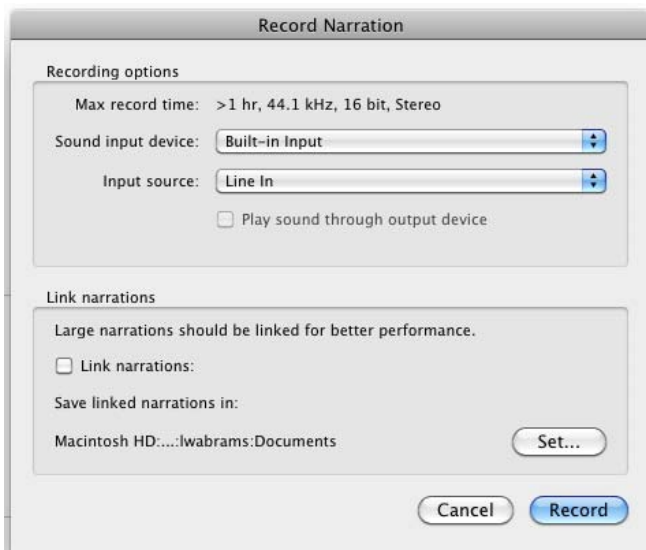 Record Narration
Recording options
Max record time: >1 hr, 44.1 kHz, 16 bit, Stereo
Sound input device: Built-in Input
Input source: Line In
Play sound through output device
Link narrations
Large narrations should be linked for better performance.
Link narrations:
Save linked narrations in:
Macintosh HD:...:lwabrams:Documents
Set...
Cancel
Record